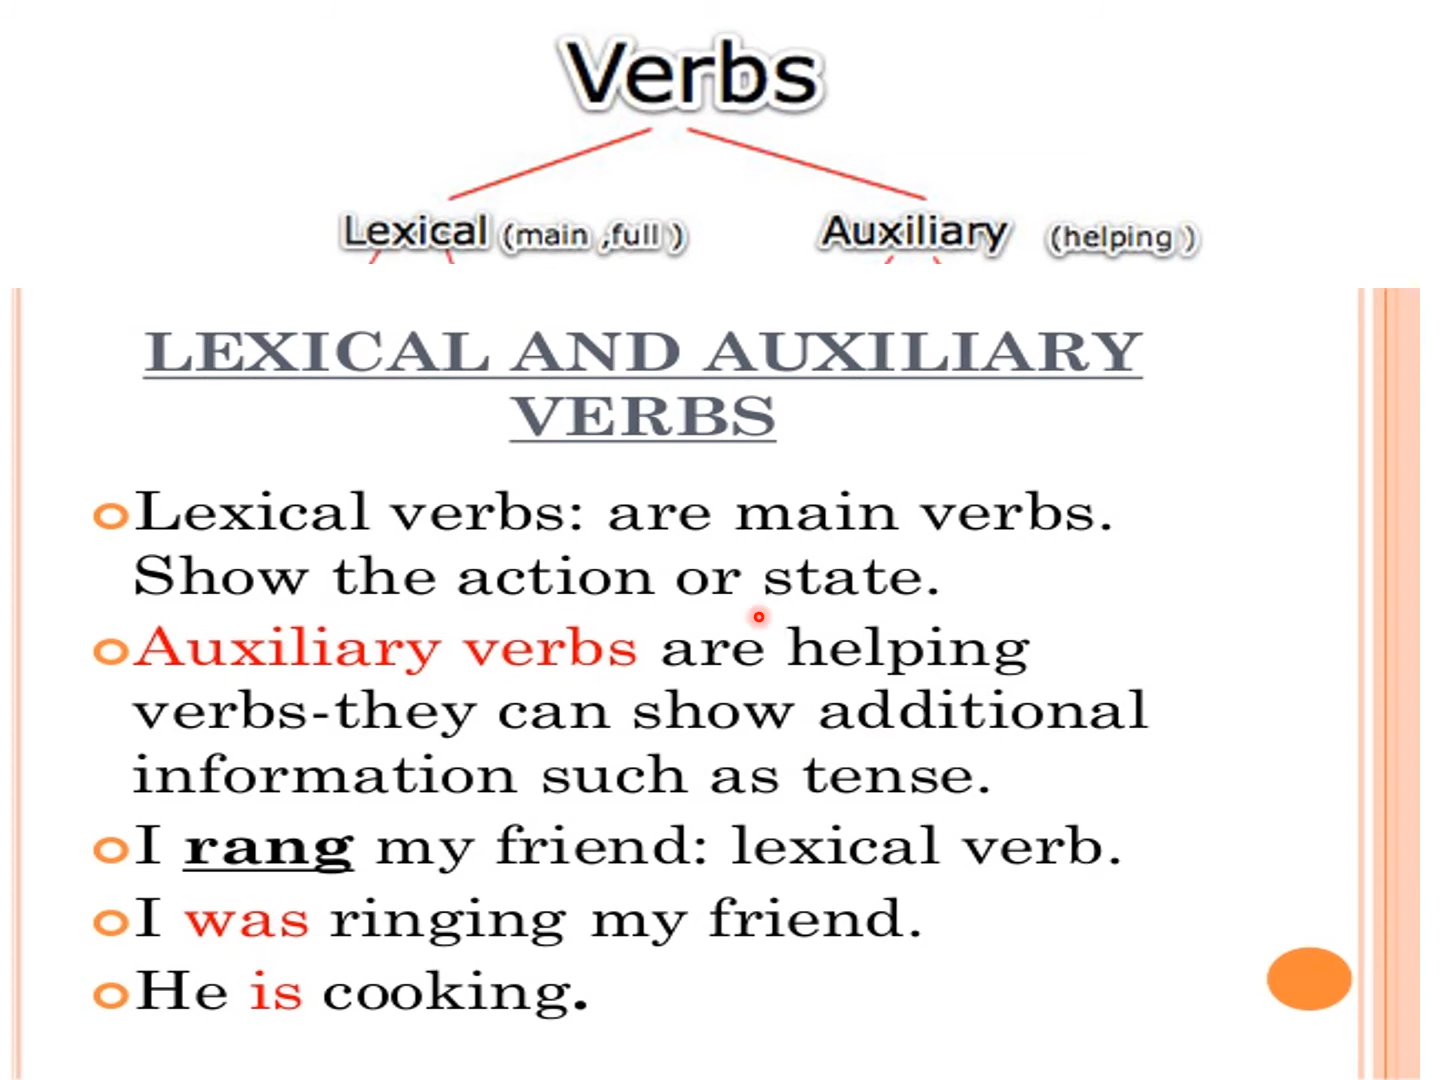 Verbs
Lexical (main ,full ) Auxiliary (helping )
LEXICAL AND AUXILIARY
VERBS
Lexical verbs: are main verbs.
Show the action or state.
Auxiliary verbs are helping
verbs-they can show additional
information such as tense.
I rang my friend: lexical verb.
I was ringing my friend.
He is cooking.